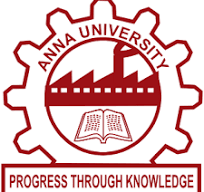 ANNA UNIVERSITY
PROGRESS THROUGH KNOWLEDGE